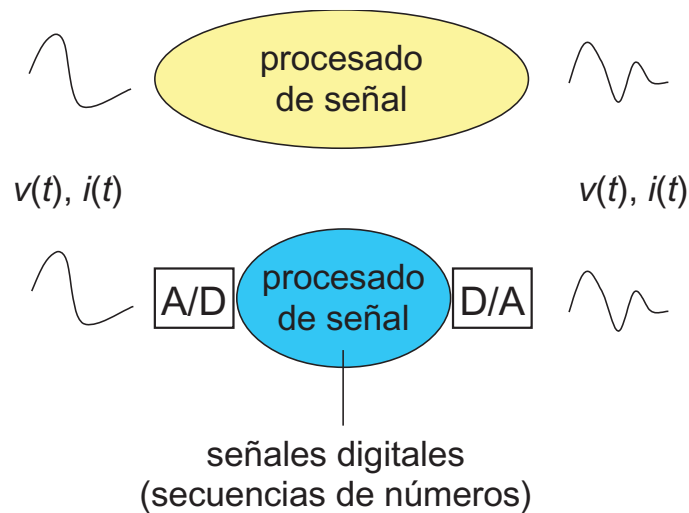 procesado
de señal
v(t), i(t)
v(t), i(t)
A/D
procesado
de señal
D/A
señales digitales
(secuencias de números)